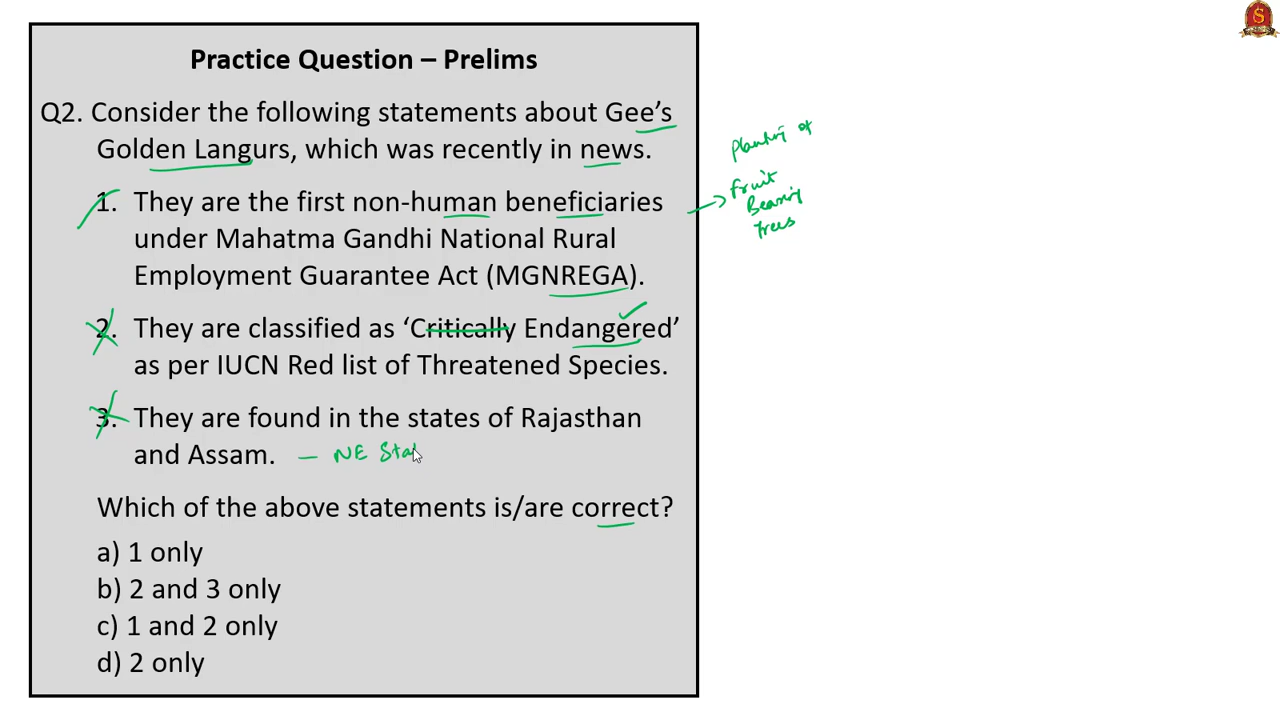 Practice Question – Prelims
Q2. Consider the following statements about Gee's
Golden Langurs, which was recently in news.
1. They are the first non-human beneficiaries
under Mahatma Gandhi National Rural
Employment Guarantee Act (MGNREGA).
Planting of
Fruit
Bearing
trees
2. They are classified as 'Critically Endangered'
as per IUCN Red list of Threatened Species.
3. They are found in the states of Rajasthan
and Assam. – NE Sta
Which of the above statements is/are correct?
a) 1 only
b) 2 and 3 only
c) 1 and 2 only
d) 2 only
S